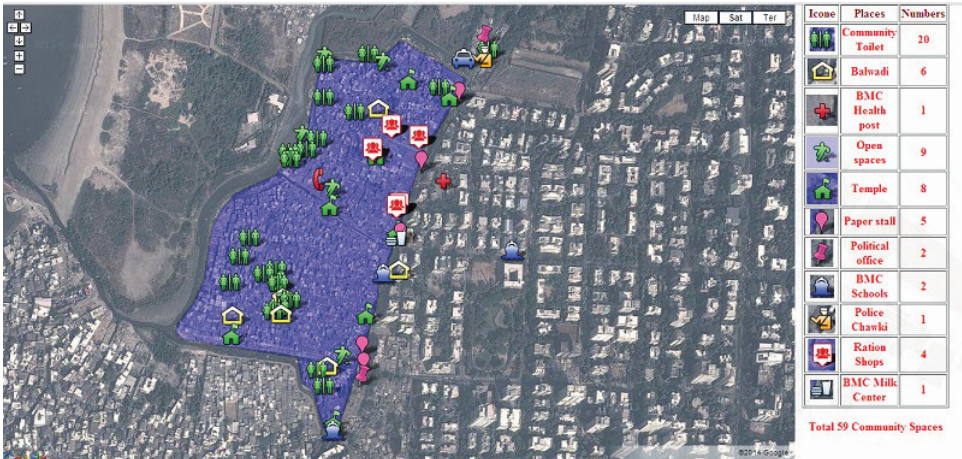 Map Sat Ter
Icone Places Numbers
Community
Toilet 20
Balwadi 6
BMC
Health
post 1
Open
spaces 9
Temple 8
Paper stall 5
Political
office 2
BMC
Schools 2
Police
Chawki 1
Ration
Shops 4
BMC Milk
Center 1
Total 59 Community Spaces